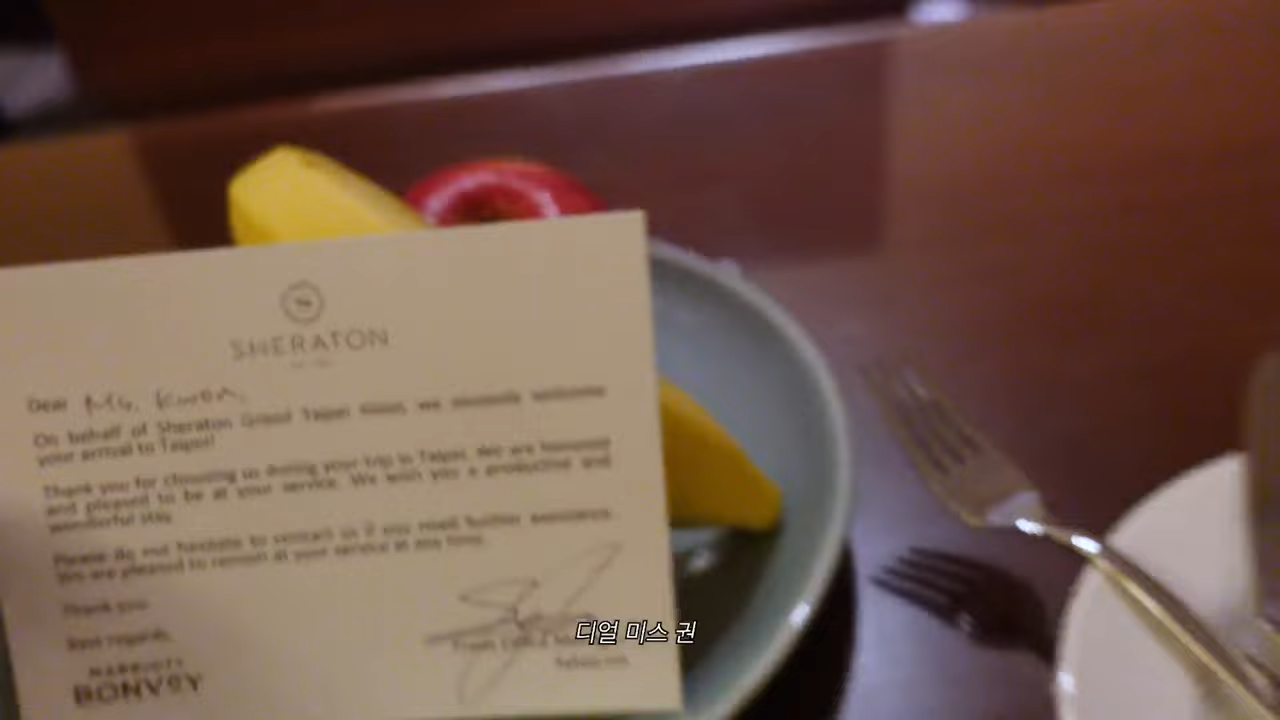 SHERATON
Dear Ms. Kwon,
On behalf of Sheraton Grand Taipei Hotel, we sincerely welcome
your arrival to Taipei!
Thank you for choosing us during your trip to Taipei. We are honored
and pleased to be at your service. We wish you a productive and
wonderful stay.
Please do not hesitate to contact us if you need further assistance.
We are pleased to remain at your service at any time.
Thank you.
Best regards,
MARRIOTT
BONVOY
디얼 미스 권